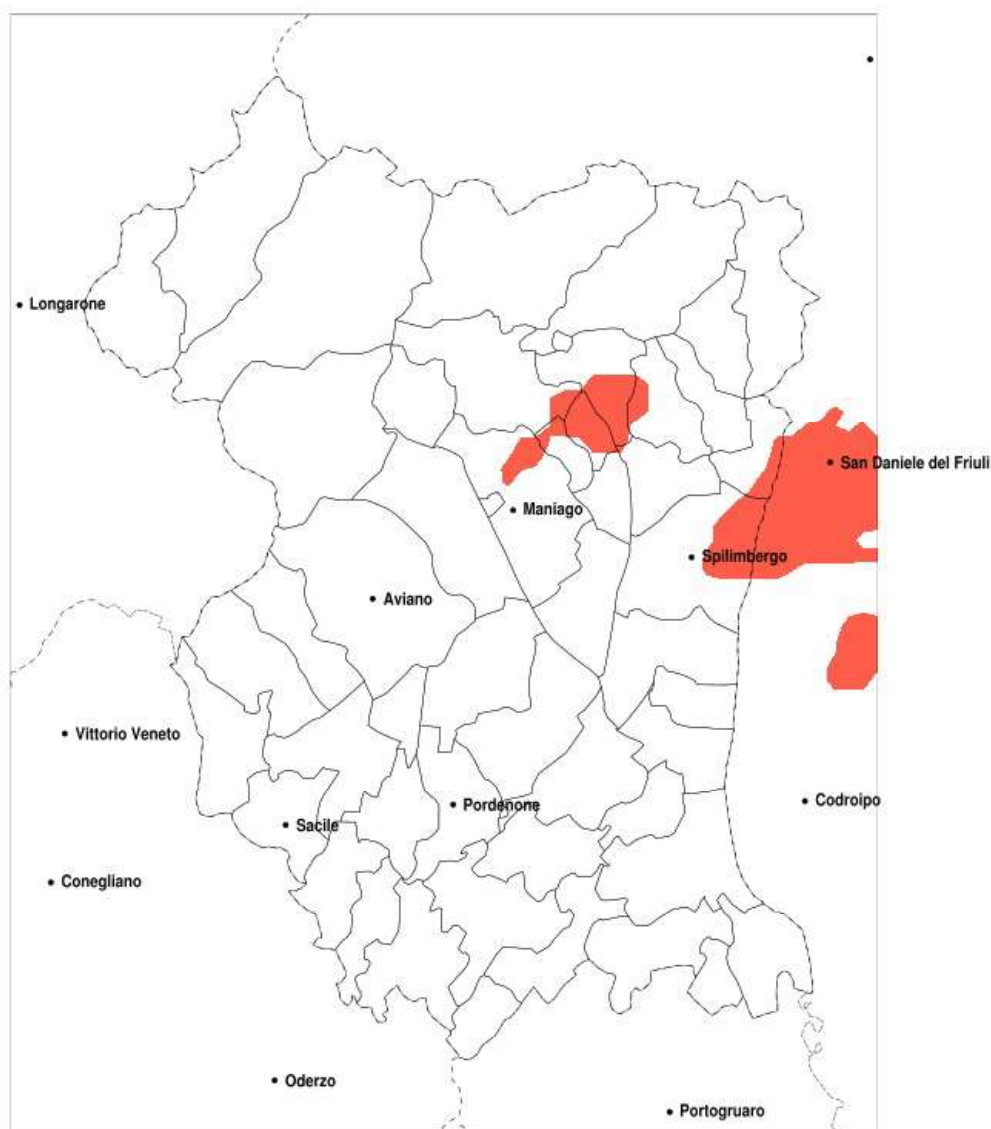 Longarone
San Daniele del Friuli
Maniago
Spilimbergo
Aviano
Vittorio Veneto
Codroipo
Pordenone
Sacile
Conegliano
Oderzo
Portogruaro